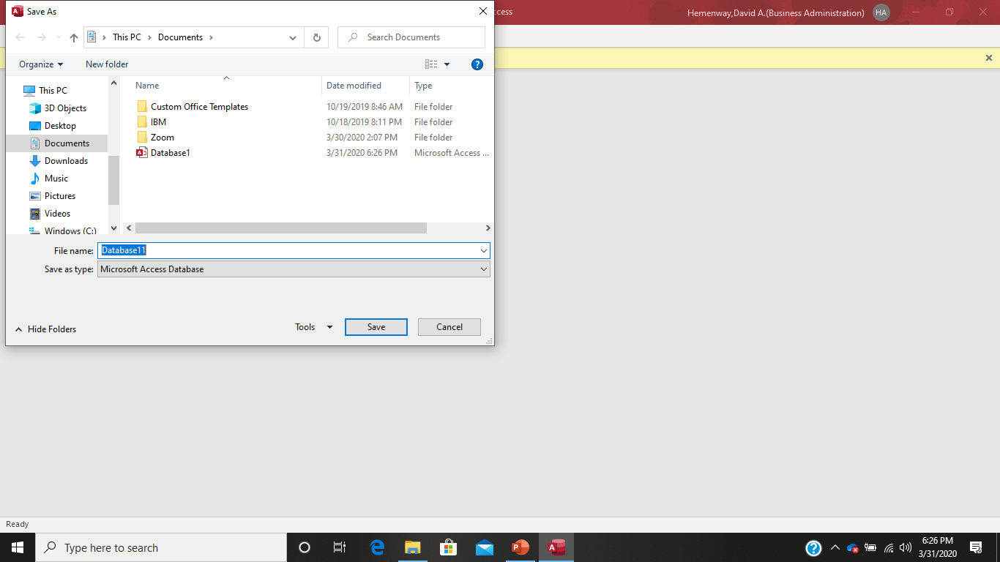 Save As
ccess
Hemenway,David A.(Business Administration)
HA
This PC
Documents
Search Documents
Organize
New folder
This PC
3D Objects
Desktop
Documents
Downloads
Music
Pictures
Videos
Windows (C:)
Name Date modified Type
Custom Office Templates 10/19/2019 8:46 AM File folder
IBM 10/18/2019 8:11 PM File folder
Zoom 3/30/2020 2:07 PM File folder
Database1 3/31/2020 6:26 PM Microsoft Access ...
File name: Database11
Save as type: Microsoft Access Database
Hide Folders
Tools
Save
Cancel
Ready
Type here to search
6:26 PM
3/31/2020